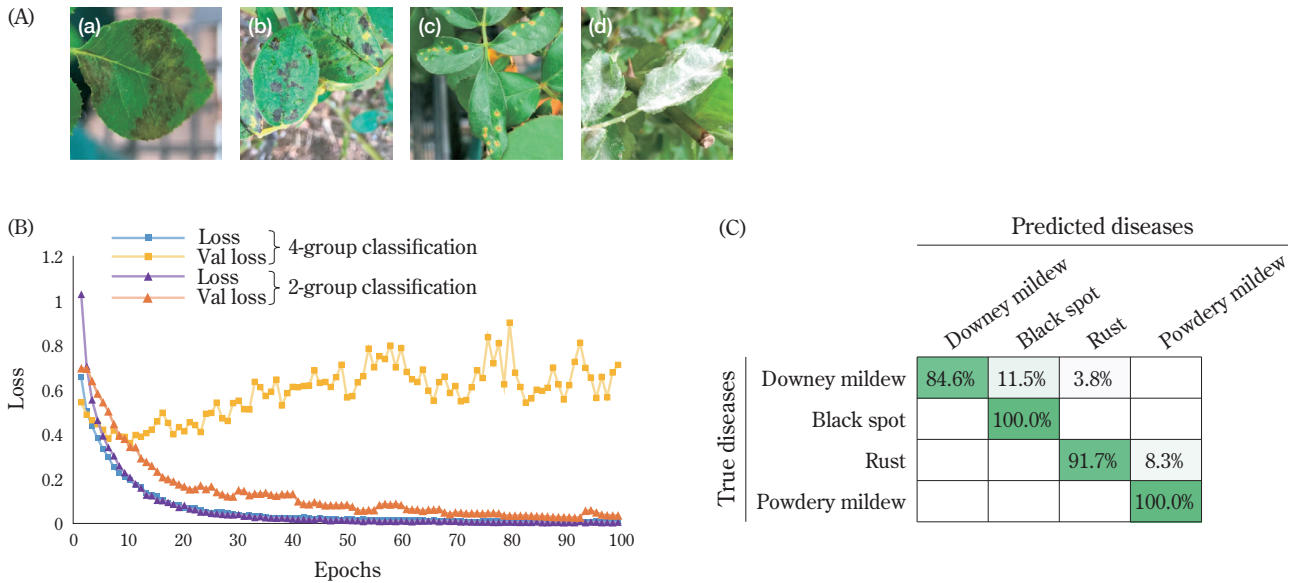 (A)
(a)
(b)
(c)
(d)
(B)
Loss
Val loss
4-group classification
Loss
Val loss
2-group classification
1.2
1
0.8
0.6
0.4
0.2
0
Loss
0 10 20 30 40 50 60 70 80 90 100
Epochs
(C)
Predicted diseases
Downey mildew
Black spot
Rust
Powdery mildew
True diseases
Downey mildew 84.6% 11.5% 3.8%
Black spot 100.0%
Rust 91.7% 8.3%
Powdery mildew 100.0%